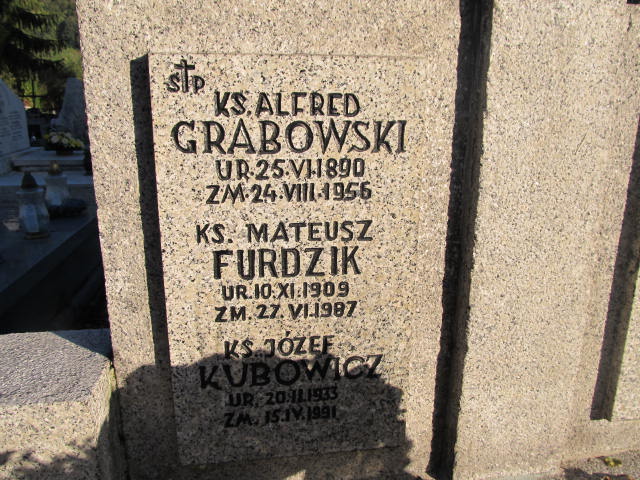 Ś†P
KS. ALFRED
GRABOWSKI
UR. 25.VI.1890
ZM. 24.VIII.1956
KS. MATEUSZ
FURDZIK
UR. 10.XI.1909
ZM. 27.VI.1987
KS. JÓZEF
KUBOWICZ
UR. 20.II.1933
ZM. 15.IV.1991